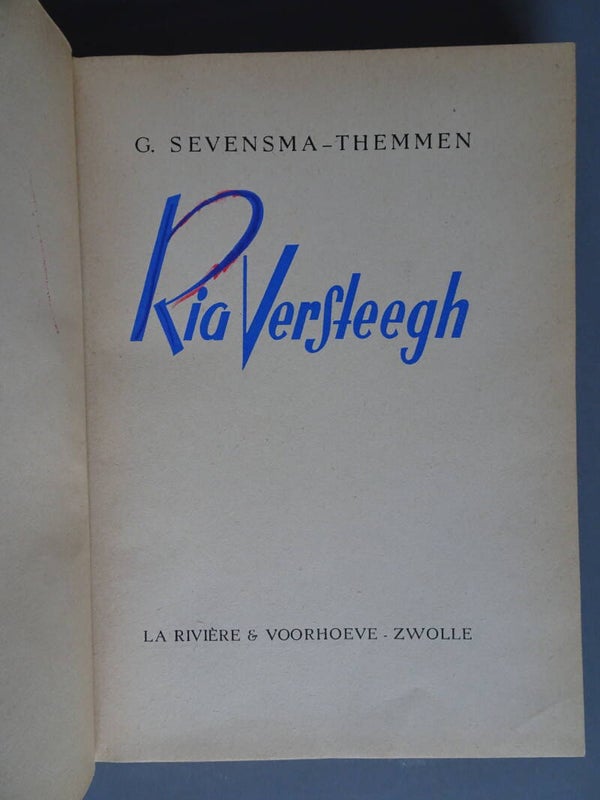 G. SEVENSMA-THEMMEN
Ria Versteegh
LA RIVIÈRE & VOORHOEVE - ZWOLLE